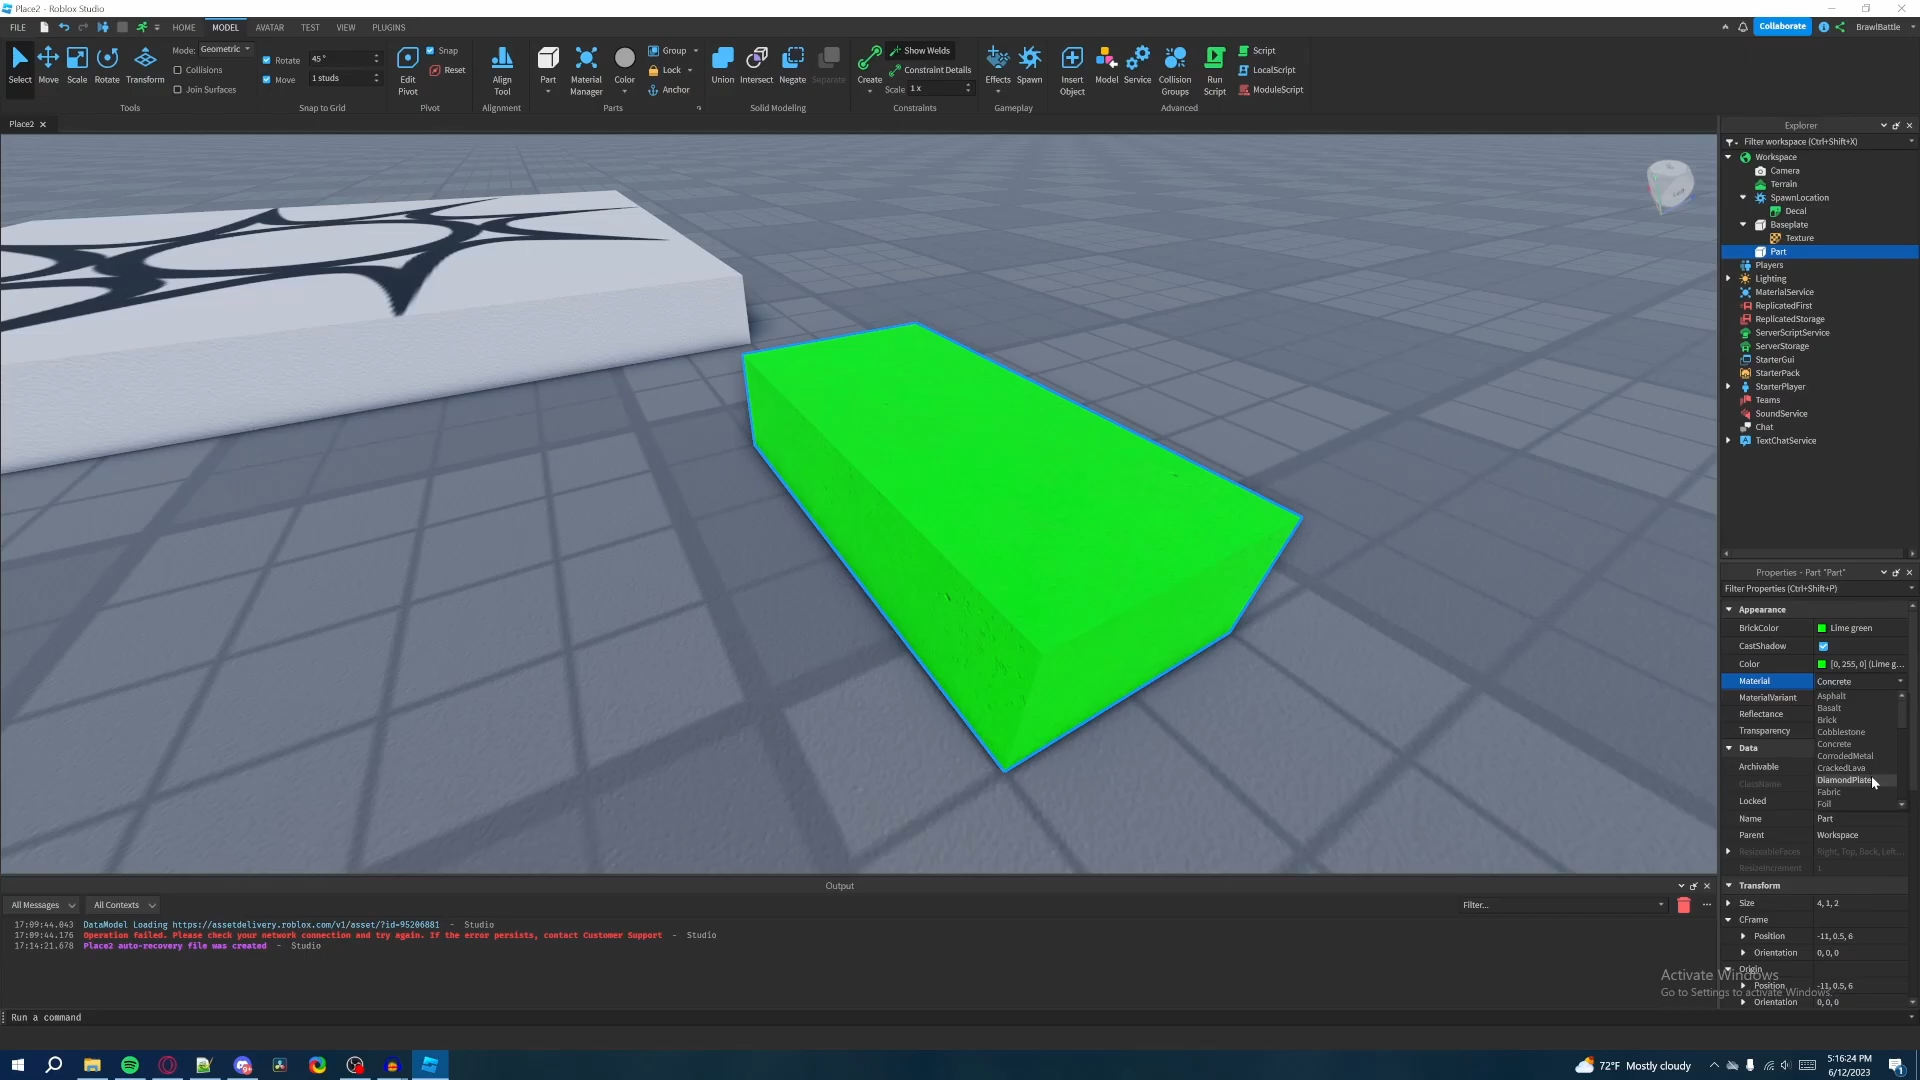 Place2 - Roblox Studio
FILE HOME MODEL AVATAR TEST VIEW PLUGINS
Collaborate BrawlBattle
Mode: Geometric
Collisions
Join Surfaces
Select Move Scale Rotate Transform
Tools
Rotate 45 °
Move 1 studs
Snap to Grid
Edit Pivot
Snap
Reset
Pivot
Align Tool
Alignment
Part Material Manager Color
Group
Lock
Anchor
Parts
Union Intersect Negate Separate
Solid Modeling
Create
Show Welds
Constraint Details
Scale 1 x
Constraints
Effects Spawn
Gameplay
Insert Object Model Service Collision Groups Run Script
Script
LocalScript
ModuleScript
Advanced
Place2
Explorer
Filter workspace (Ctrl+Shift+X)
Workspace
Camera
Terrain
SpawnLocation
Decal
Baseplate
Texture
Part
Players
Lighting
MaterialService
ReplicatedFirst
ReplicatedStorage
ServerScriptService
ServerStorage
StarterGui
StarterPack
StarterPlayer
Teams
SoundService
Chat
TextChatService
Properties - Part "Part"
Filter Properties (Ctrl+Shift+P)
Appearance
BrickColor Lime green
CastShadow
Color [0, 255, 0] (Lime g...
Material Concrete
MaterialVariant
Reflectance
Transparency
Asphalt
Basalt
Brick
Cobblestone
Concrete
CorrodedMetal
CrackedLava
DiamondPlate
Fabric
Foil
Data
Archivable
ClassName
Locked
Name Part
Parent Workspace
ResizeableFaces Right, Top, Back, Left...
ResizeIncrement 1
Transform
Size 4, 1, 2
CFrame
Position -11, 0.5, 6
Orientation 0, 0, 0
Origin
Position -11, 0.5, 6
Orientation 0, 0, 0
Activate Windows
Go to Settings to activate Windows.
Output
All Messages All Contexts Filter...
17:09:44.043 DataModel Loading https://assetdelivery.roblox.com/v1/asset/?id=95206881 - Studio
17:09:44.176 Operation failed. Please check your network connection and try again. If the error persists, contact Customer Support - Studio
17:14:21.678 Place2 auto-recovery file was created - Studio
Run a command
72°F Mostly cloudy
5:16:24 PM
6/12/2023